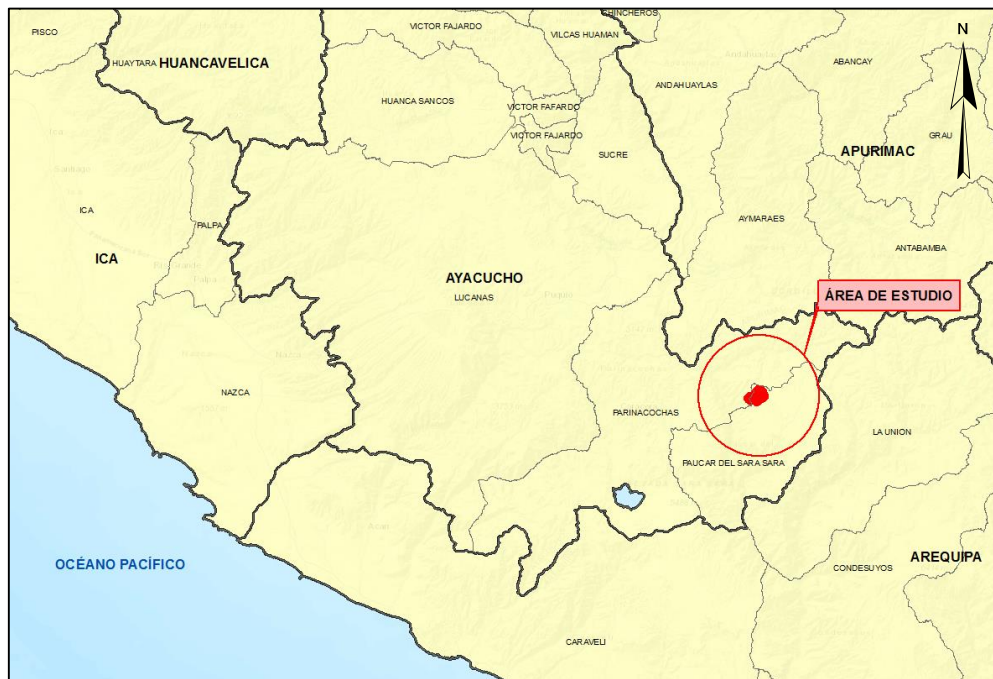 PISCO
HUAYTARA
HUANCAVELICA
VICTOR FAJARDO
VILCAS HUAMAN
CHINCHEROS
N
ANDAHUAYLAS
ABANCAY
HUANCA SANCOS
VICTOR FAFARDO
VICTOR FAJARDO
SUCRE
GRAU
APURIMAC
ICA
PALPA
AYMARAES
ANTABAMBA
ICA
AYACUCHO
LUCANAS
ÁREA DE ESTUDIO
NAZCA
PARINACOCHAS
LA UNION
PAUCAR DEL SARA SARA
OCÉANO PACÍFICO
AREQUIPA
CONDESUYOS
CARAVELI